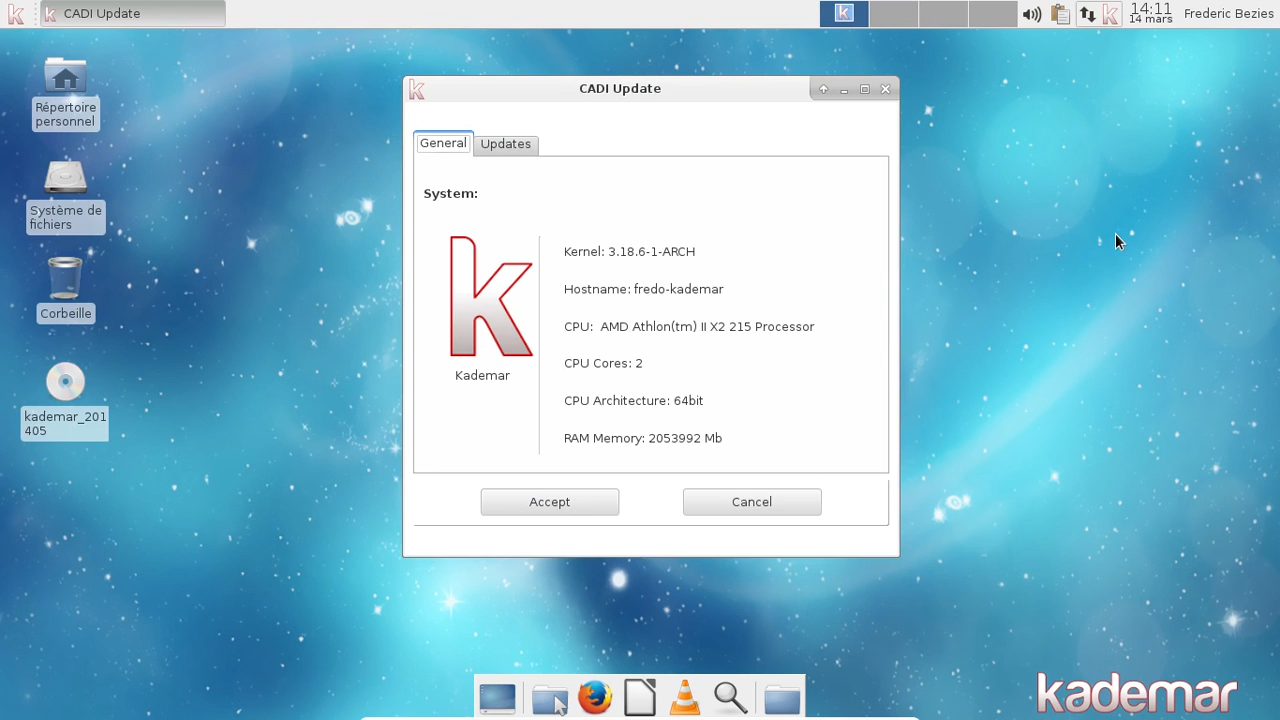 CADI Update
14:11
14 mars
Frederic Bezies
Répertoire
personnel
Système de
fichiers
Corbeille
kademar_201
405
CADI Update
General
Updates
System:
Kademar
Kernel: 3.18.6-1-ARCH
Hostname: fredo-kademar
CPU:  AMD Athlon(tm) II X2 215 Processor
CPU Cores: 2
CPU Architecture: 64bit
RAM Memory: 2053992 Mb
Accept
Cancel
kademar